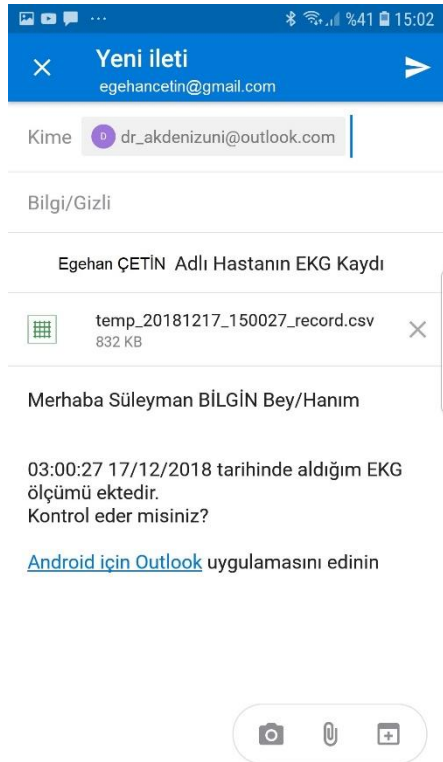 %41 15:02
Yeni ileti
egehancetin@gmail.com
Kime D dr_akdenizuni@outlook.com
Bilgi/Gizli
Egehan ÇETİN Adlı Hastanın EKG Kaydı
temp_20181217_150027_record.csv
832 KB
Merhaba Süleyman BİLGİN Bey/Hanım
03:00:27 17/12/2018 tarihinde aldığım EKG
ölçümü ektedir.
Kontrol eder misiniz?
Android için Outlook uygulamasını edinin